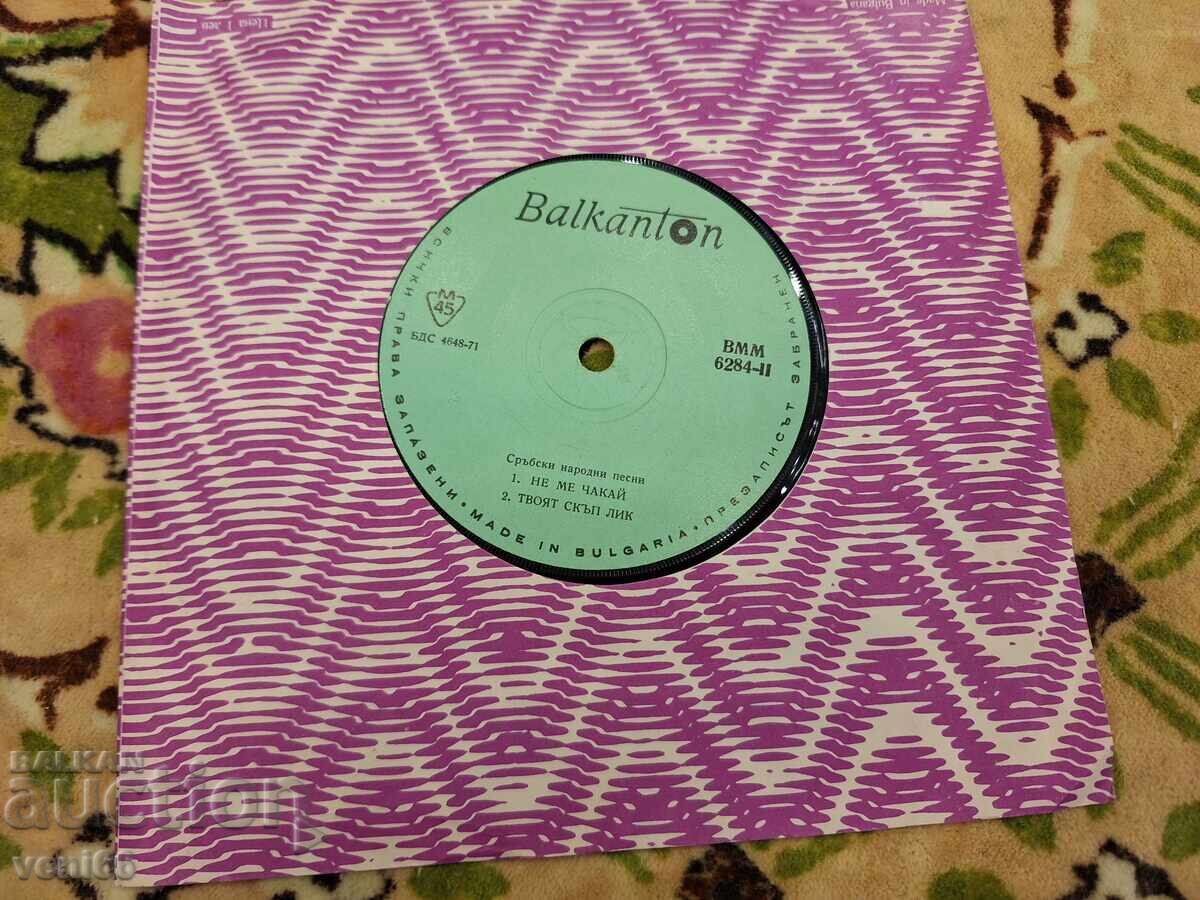 Цена 1 лев
Made in Bulgaria
Balkanton
ВСИЧКИ ПРАВА ЗАПАЗЕНИ • MADE IN BULGARIA • ПРЕЗАПИСЪТ ЗАБРАНЕН
М
45
БДС 4648-71
ВММ
6284-II
Сръбски народни песни
1. НЕ МЕ ЧАКАЙ
2. ТВОЯТ СКЪП ЛИК
BALKAN
auction
veni65